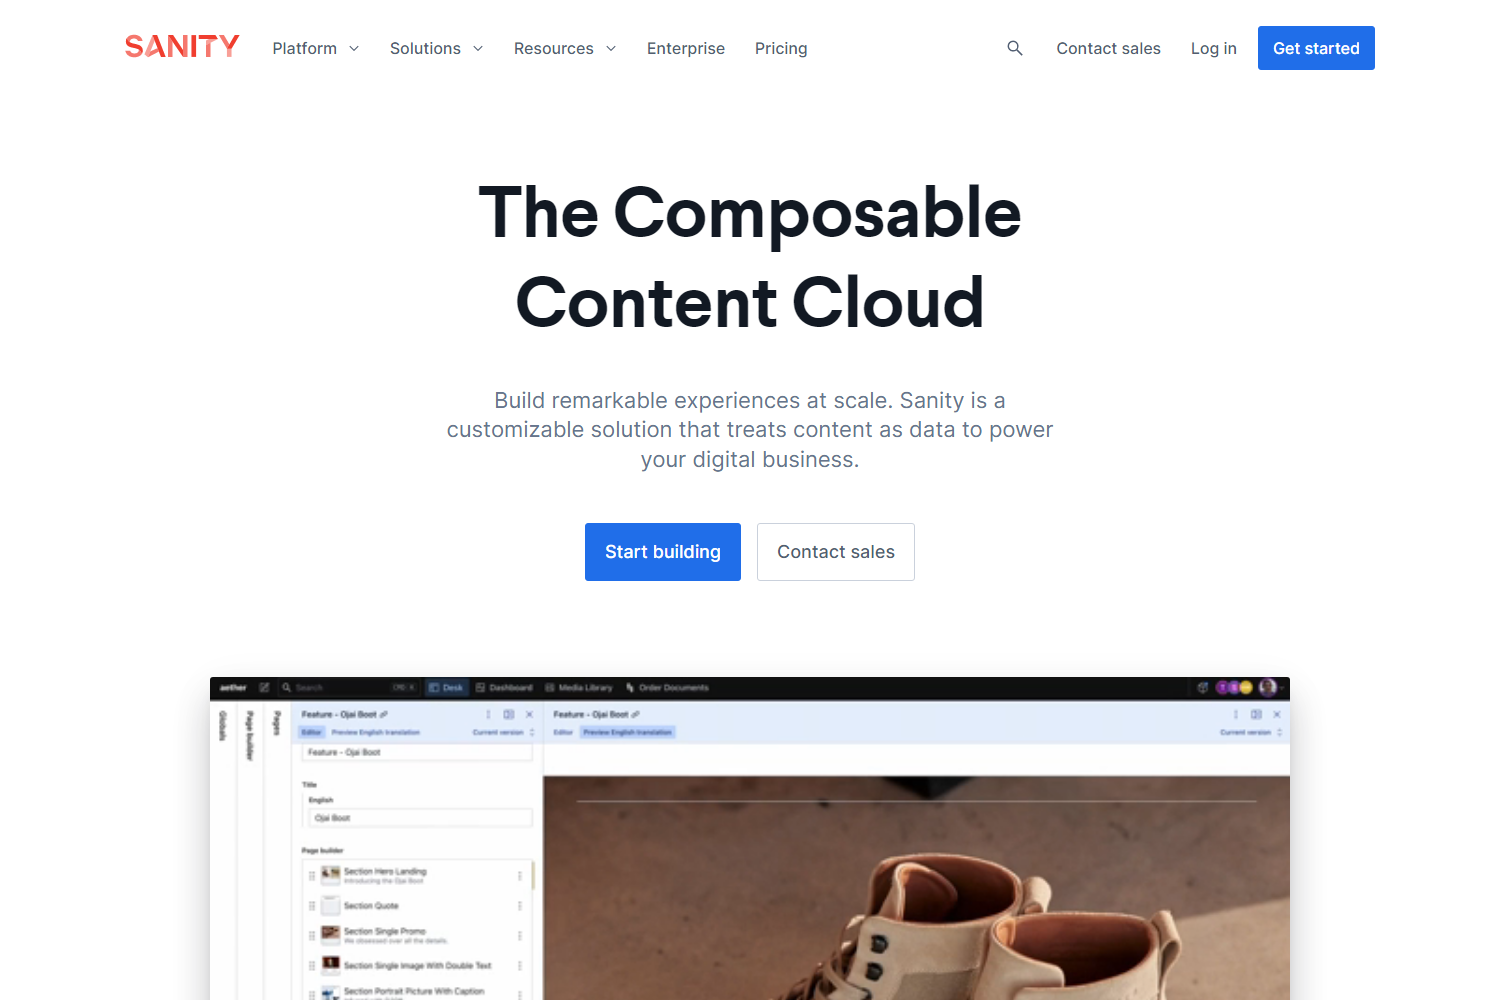 SANITY
Platform
Solutions
Resources
Enterprise
Pricing
Contact sales
Log in
Get started
The Composable
Content Cloud
Build remarkable experiences at scale. Sanity is a
customizable solution that treats content as data to power
your digital business.
Start building
Contact sales
aether
Search
Desk
Dashboard
Media Library
Order Documents
Globals
Page builder
Pages
Feature - Ojai Boot
Editor
Preview English translation
Current version
Feature - Ojai Boot
Title
English
Ojai Boot
Page builder
Section Hero Landing
Introducing the Ojai Boot
Section Quote
Section Single Promo
We obsessed over all the details.
Section Single Image With Double Text
Section Portrait Picture With Caption
Feature - Ojai Boot
Editor
Preview English translation
Current version